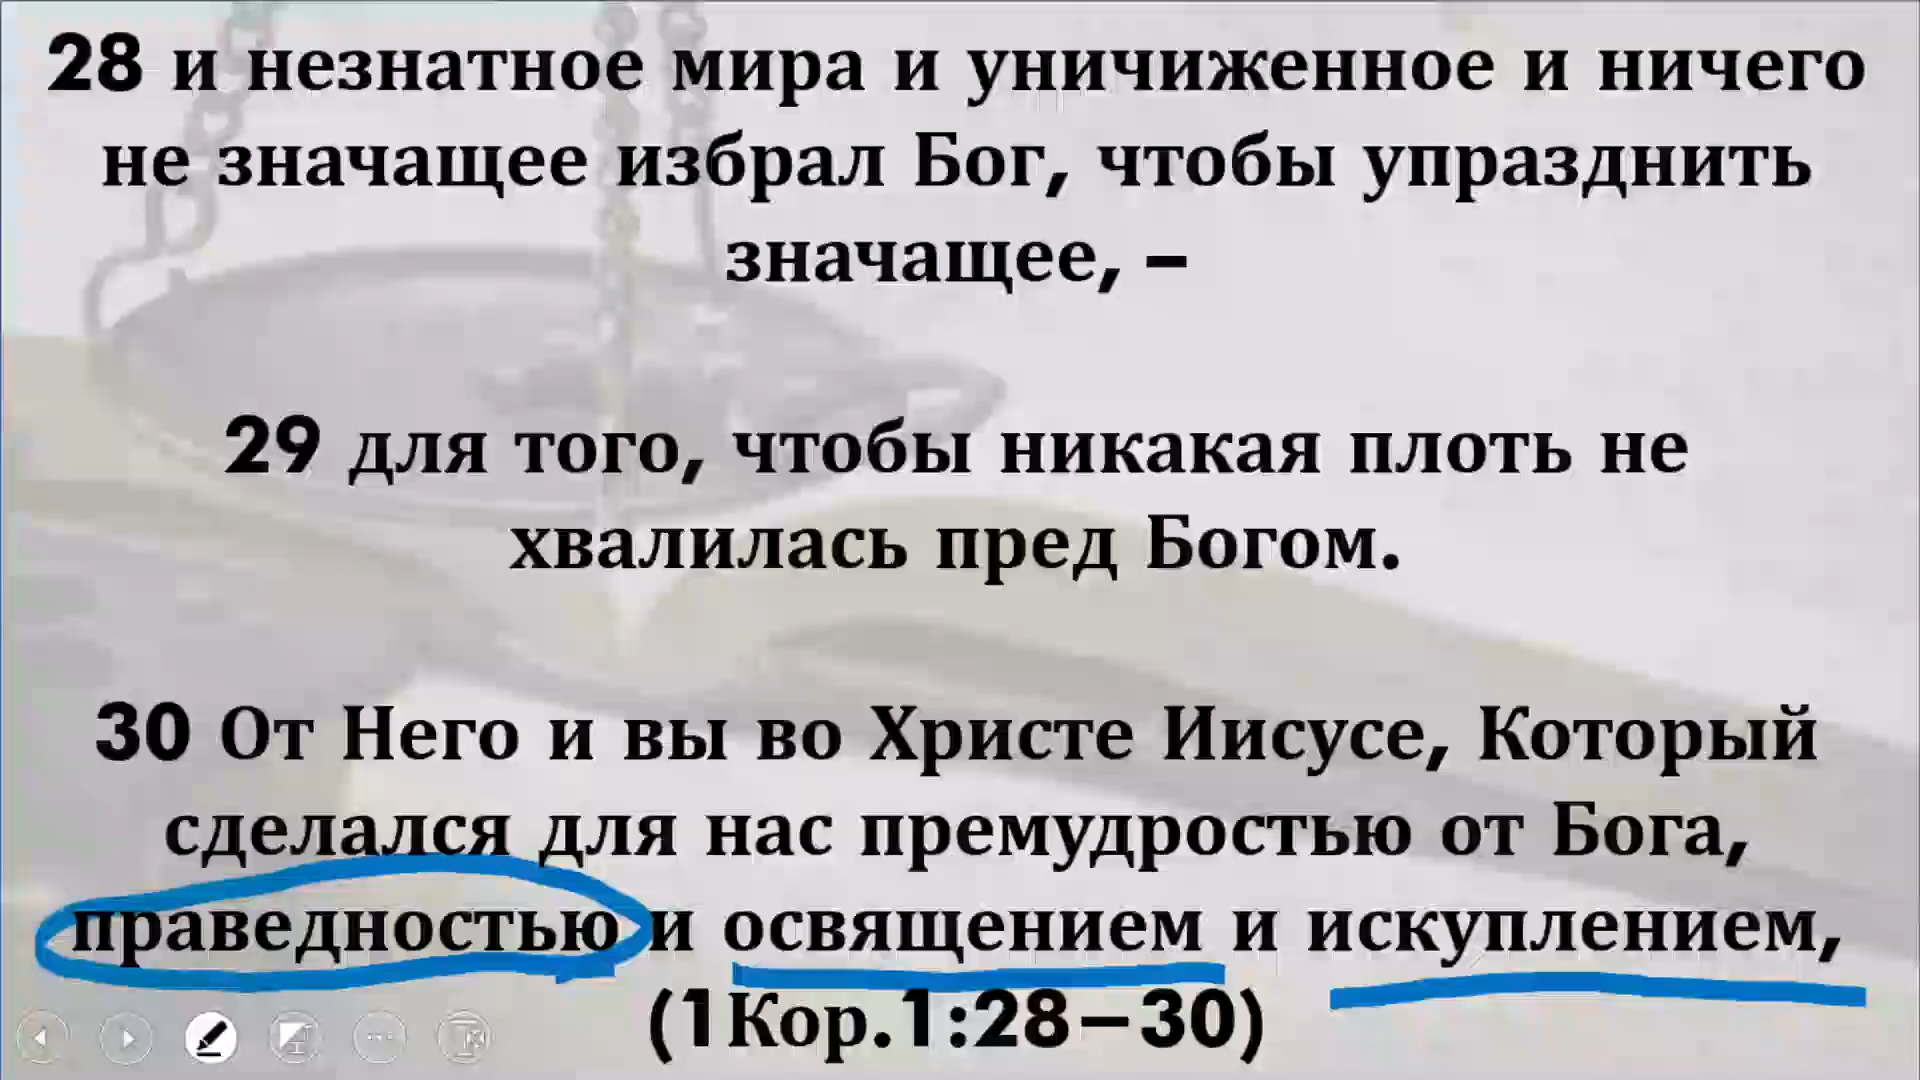 28 и незнатное мира и уничиженное и ничего
не значащее избрал Бог, чтобы упразднить
значащее, –
29 для того, чтобы никакая плоть не
хвалилась пред Богом.
30 От Него и вы во Христе Иисусе, Который
сделался для нас премудростью от Бога,
праведностью и освящением и искуплением,
(1Кор.1:28–30)